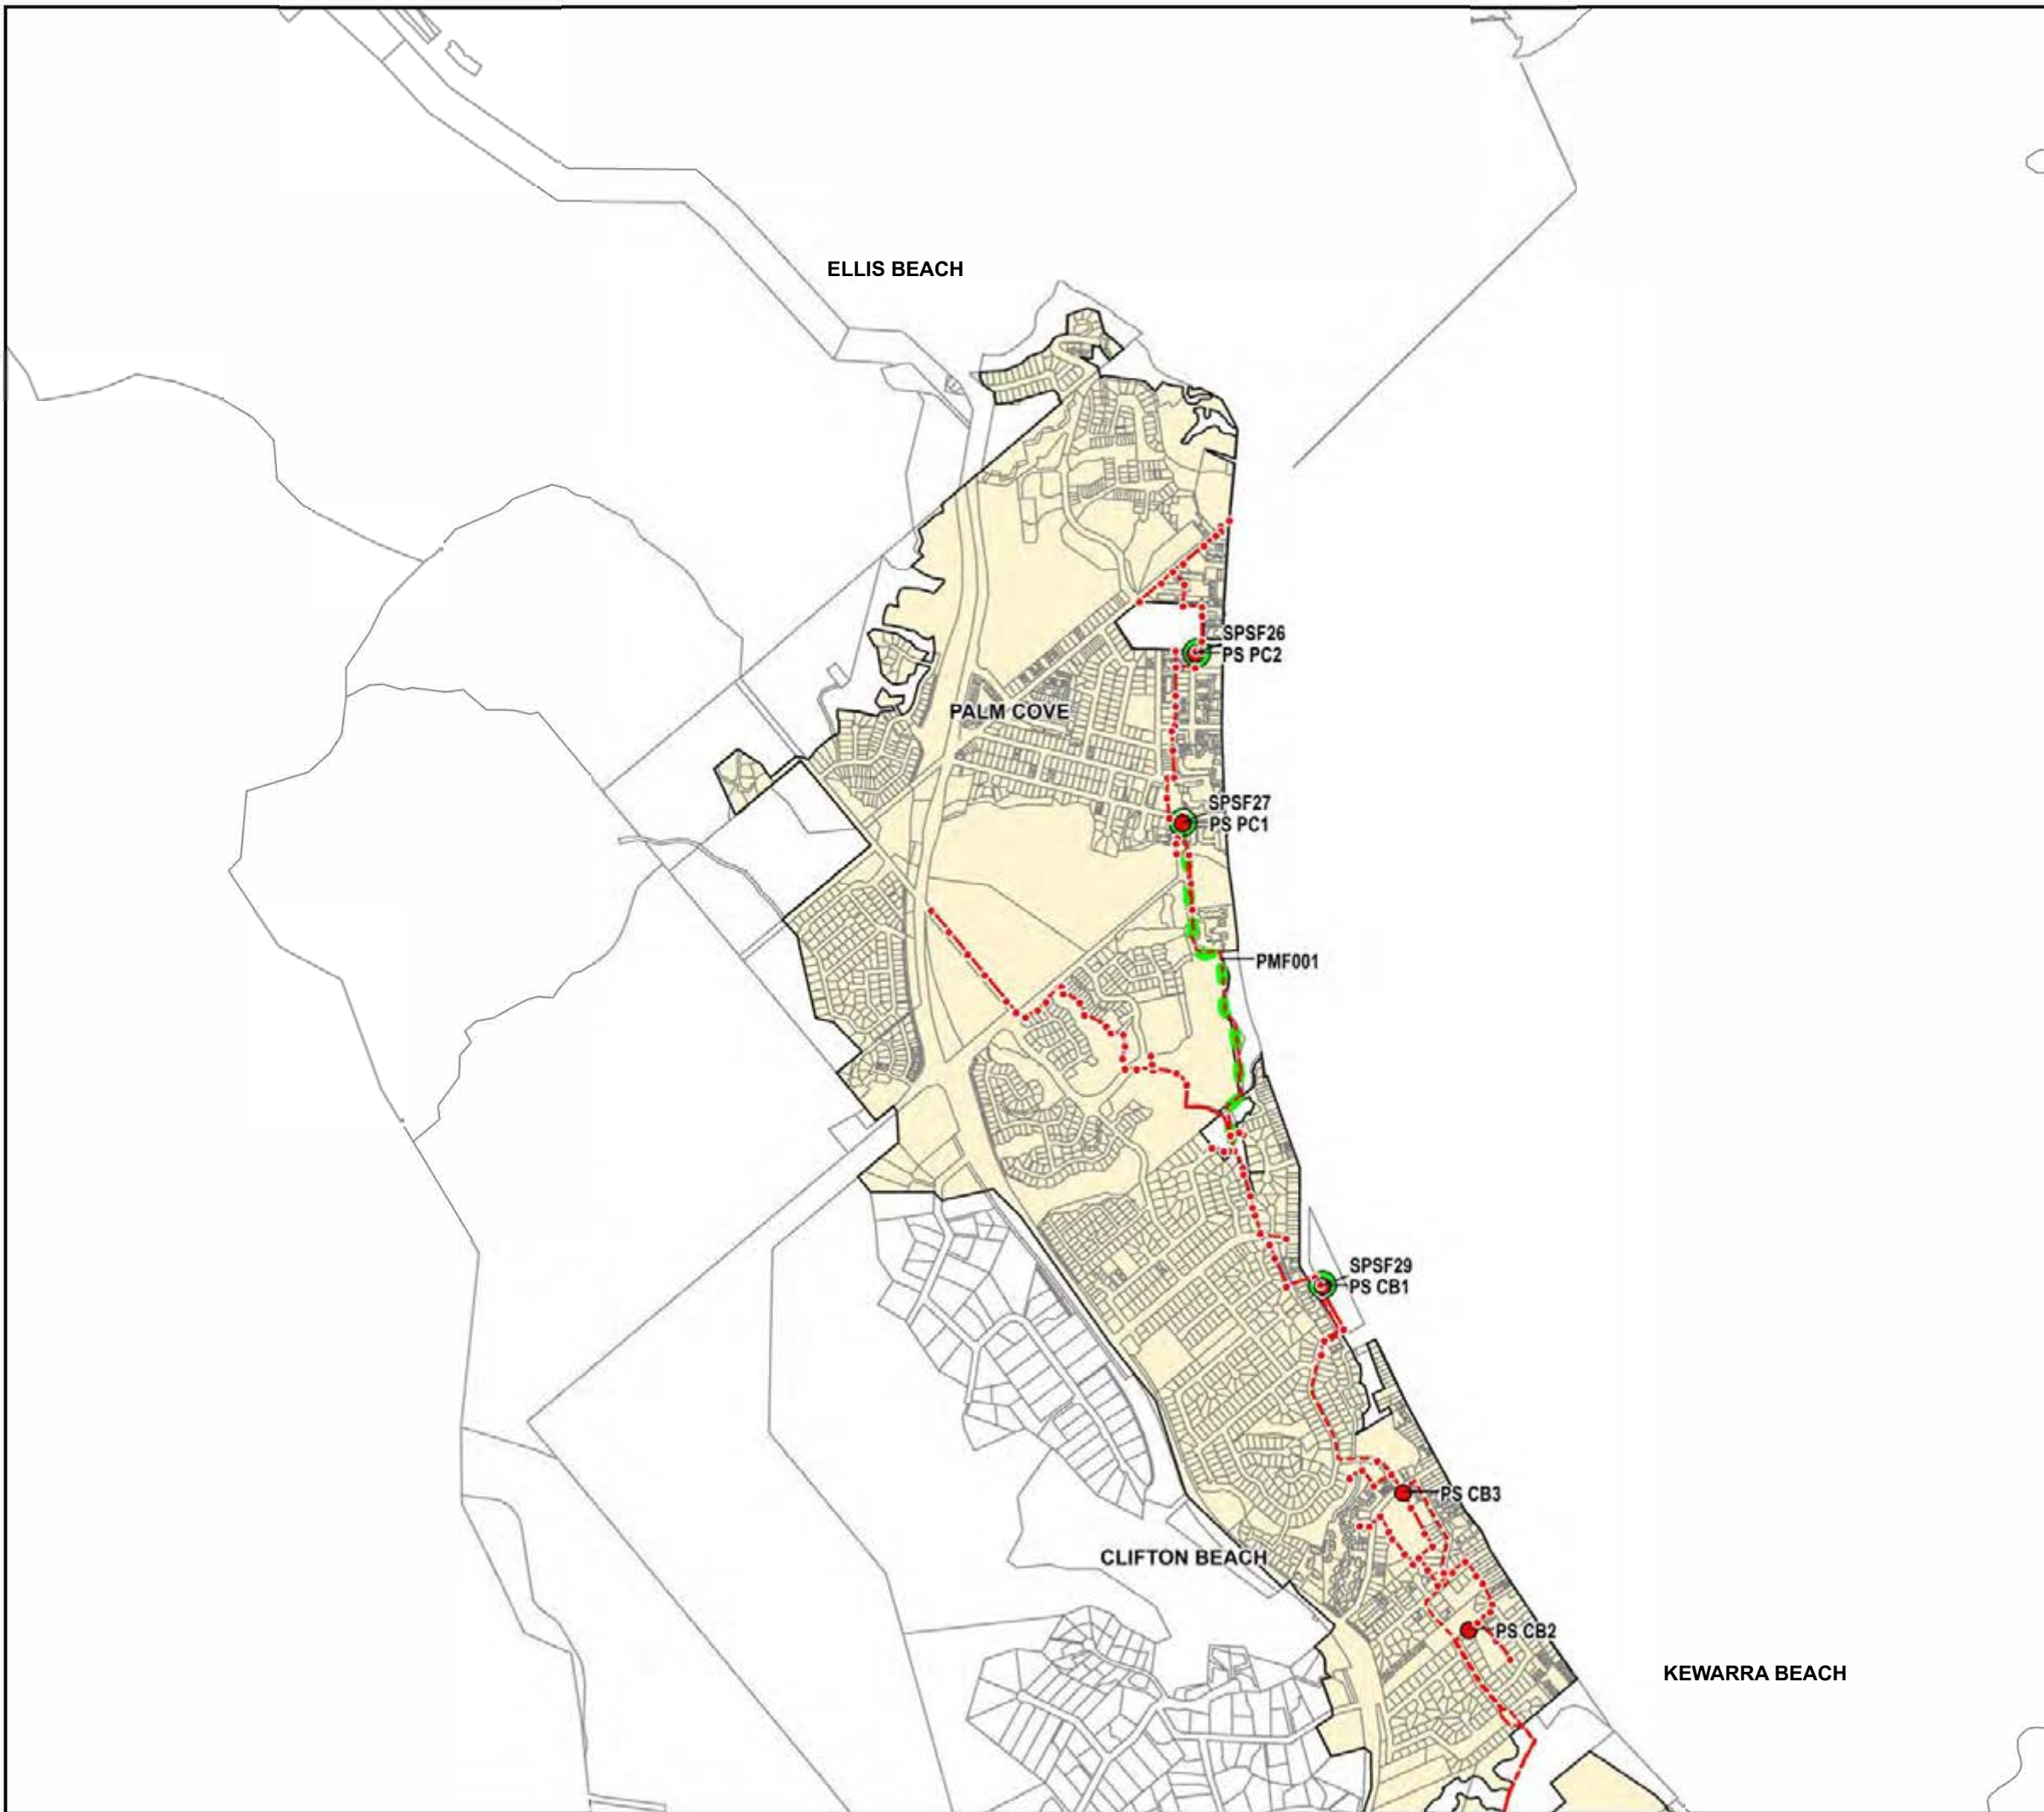 ELLIS BEACH
SPSF26
PS PC2
PALM COVE
SPSF27
PS PC1
PMF001
SPSF29
PS CB1
PS CB3
CLIFTON BEACH
PS CB2
KEWARRA BEACH